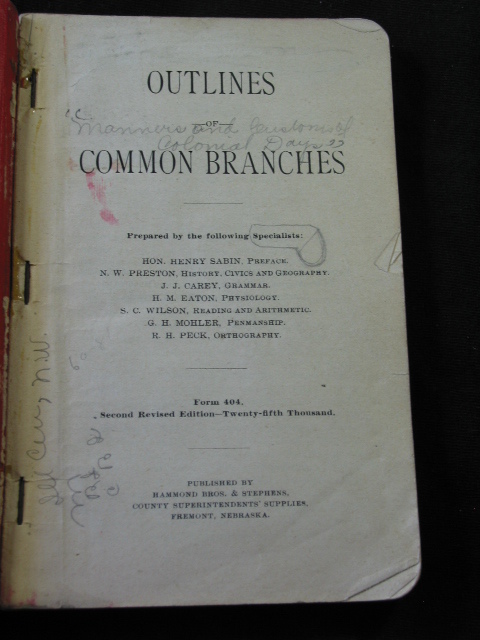 OUTLINES
—OF—
"Manners and Customs of
Colonial Days"
COMMON BRANCHES
Prepared by the following Specialists:
HON. HENRY SABIN, PREFACE.
N. W. PRESTON, HISTORY, CIVICS AND GEOGRAPHY.
J. J. CAREY, GRAMMAR.
H. M. EATON, PHYSIOLOGY.
S. C. WILSON, READING AND ARITHMETIC.
G. H. MOHLER, PENMANSHIP.
R. H. PECK, ORTHOGRAPHY.
Form 404.
Second Revised Edition—Twenty-fifth Thousand.
PUBLISHED BY
HAMMOND BROS. & STEPHENS,
COUNTY SUPERINTENDENTS' SUPPLIES,
FREMONT, NEBRASKA.